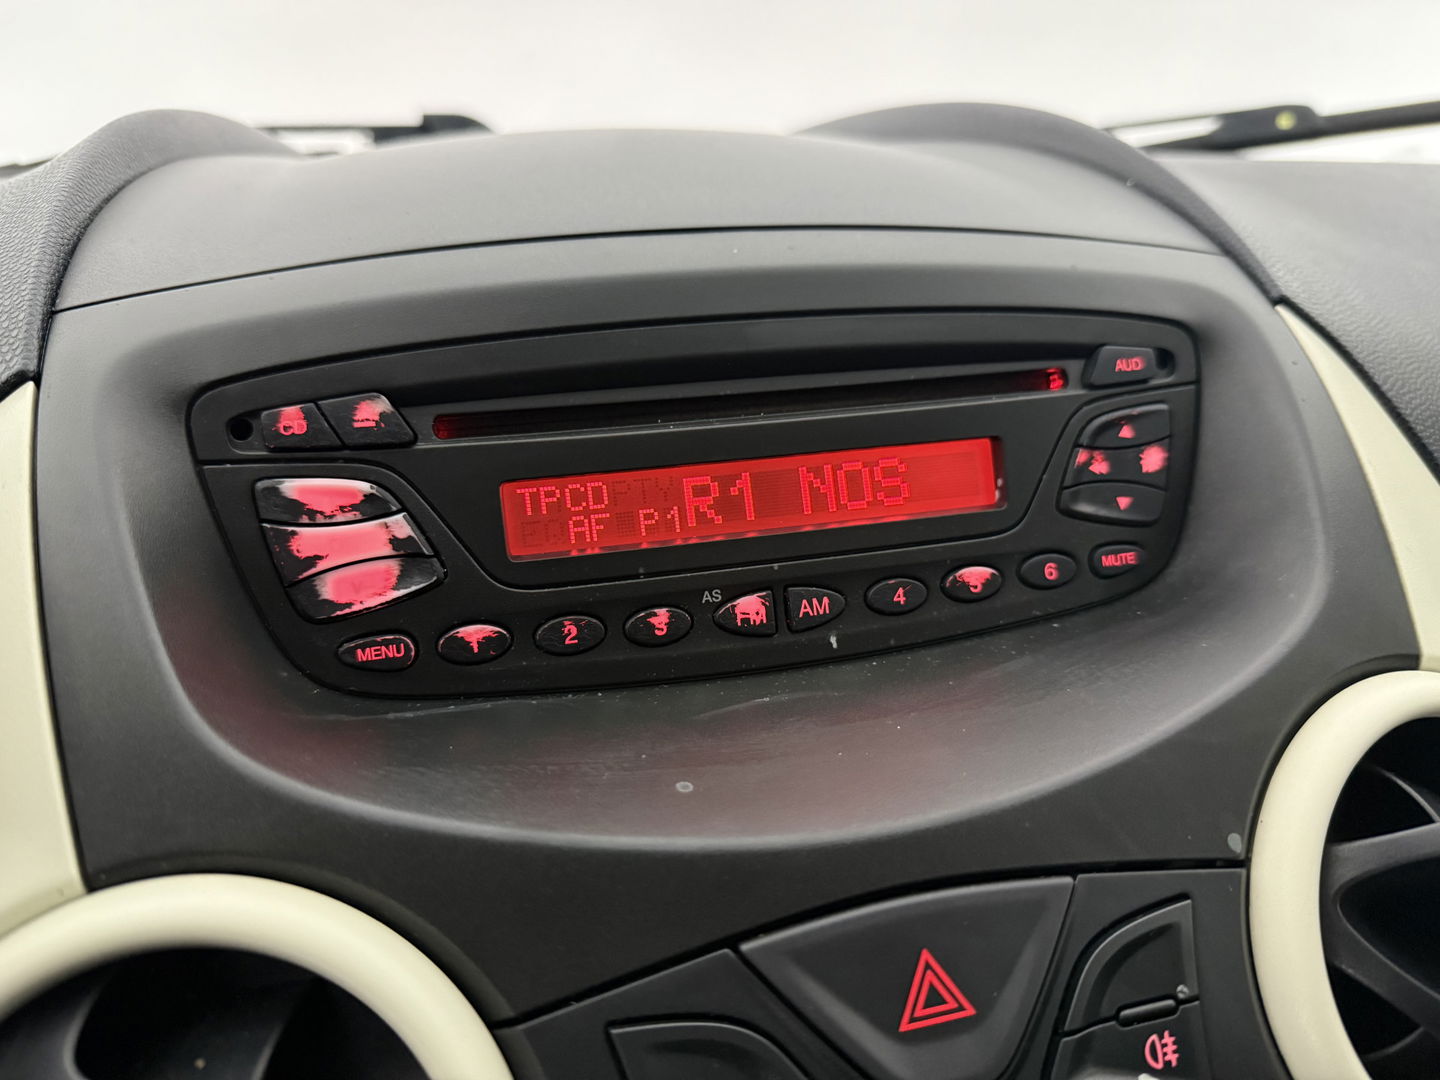 CD
AUD
TPCD PTY R1 NOS
EQ AF P1
MENU
1
2
3
AS
FM
AM
4
5
6
MUTE